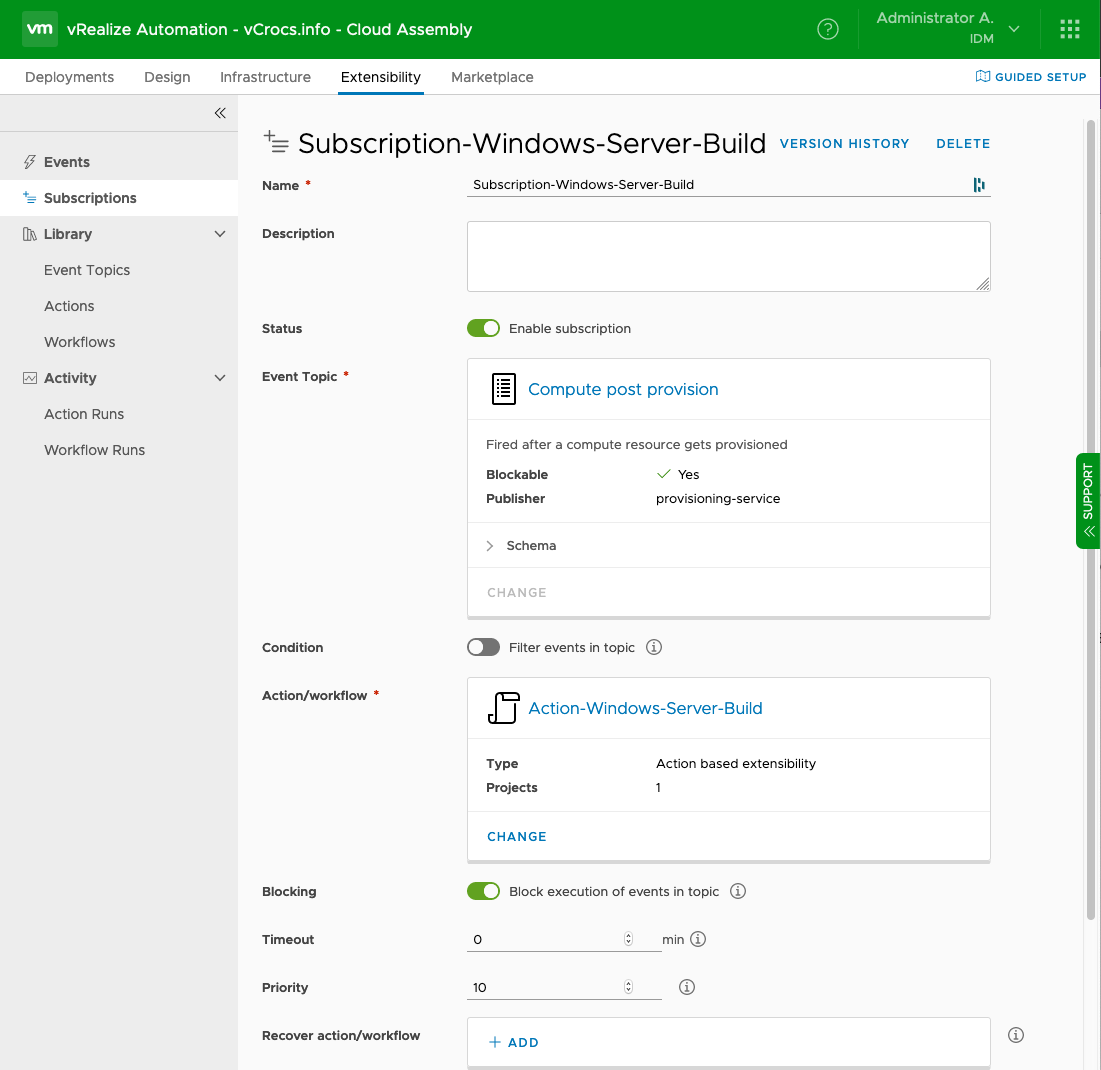 vm vRealize Automation - vCrocs.info - Cloud Assembly
Administrator A.
IDM
Deployments Design Infrastructure Extensibility Marketplace GUIDED SETUP
Events
Subscriptions
Library
Event Topics
Actions
Workflows
Activity
Action Runs
Workflow Runs
Subscription-Windows-Server-Build VERSION HISTORY DELETE
Name * Subscription-Windows-Server-Build
Description
Status Enable subscription
Event Topic * Compute post provision
Fired after a compute resource gets provisioned
Blockable Yes
Publisher provisioning-service
Schema
CHANGE
Condition Filter events in topic
Action/workflow * Action-Windows-Server-Build
Type Action based extensibility
Projects 1
CHANGE
Blocking Block execution of events in topic
Timeout 0 min
Priority 10
Recover action/workflow + ADD
SUPPORT